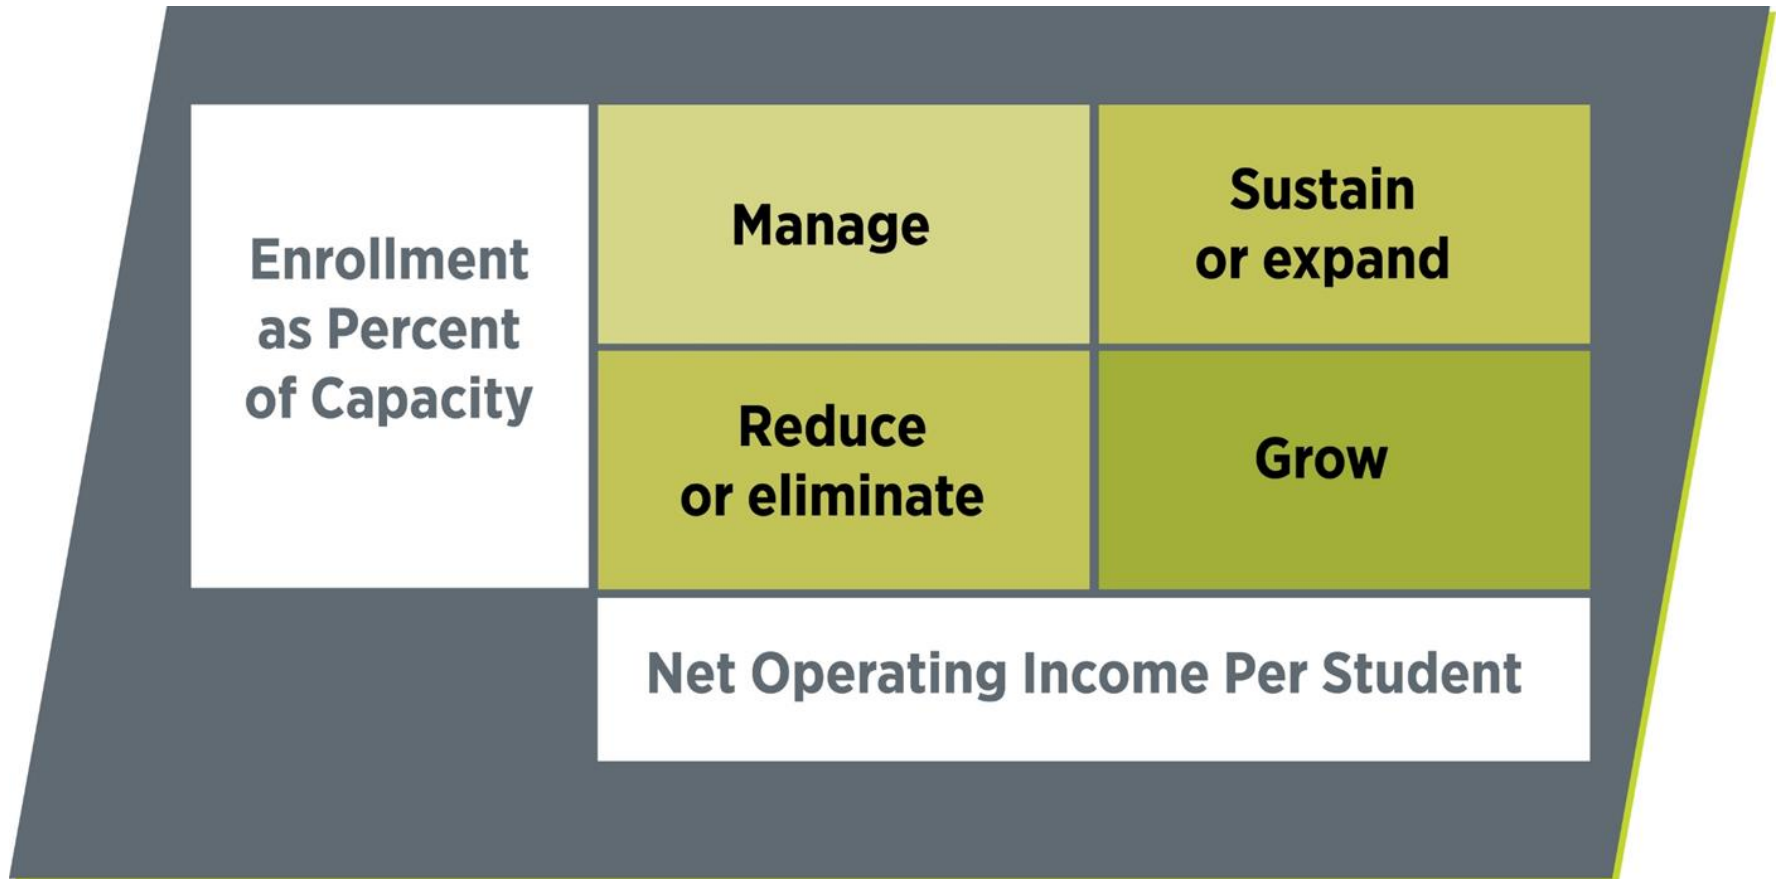 Enrollment
as Percent
of Capacity
Manage
Sustain
or expand
Reduce
or eliminate
Grow
Net Operating Income Per Student